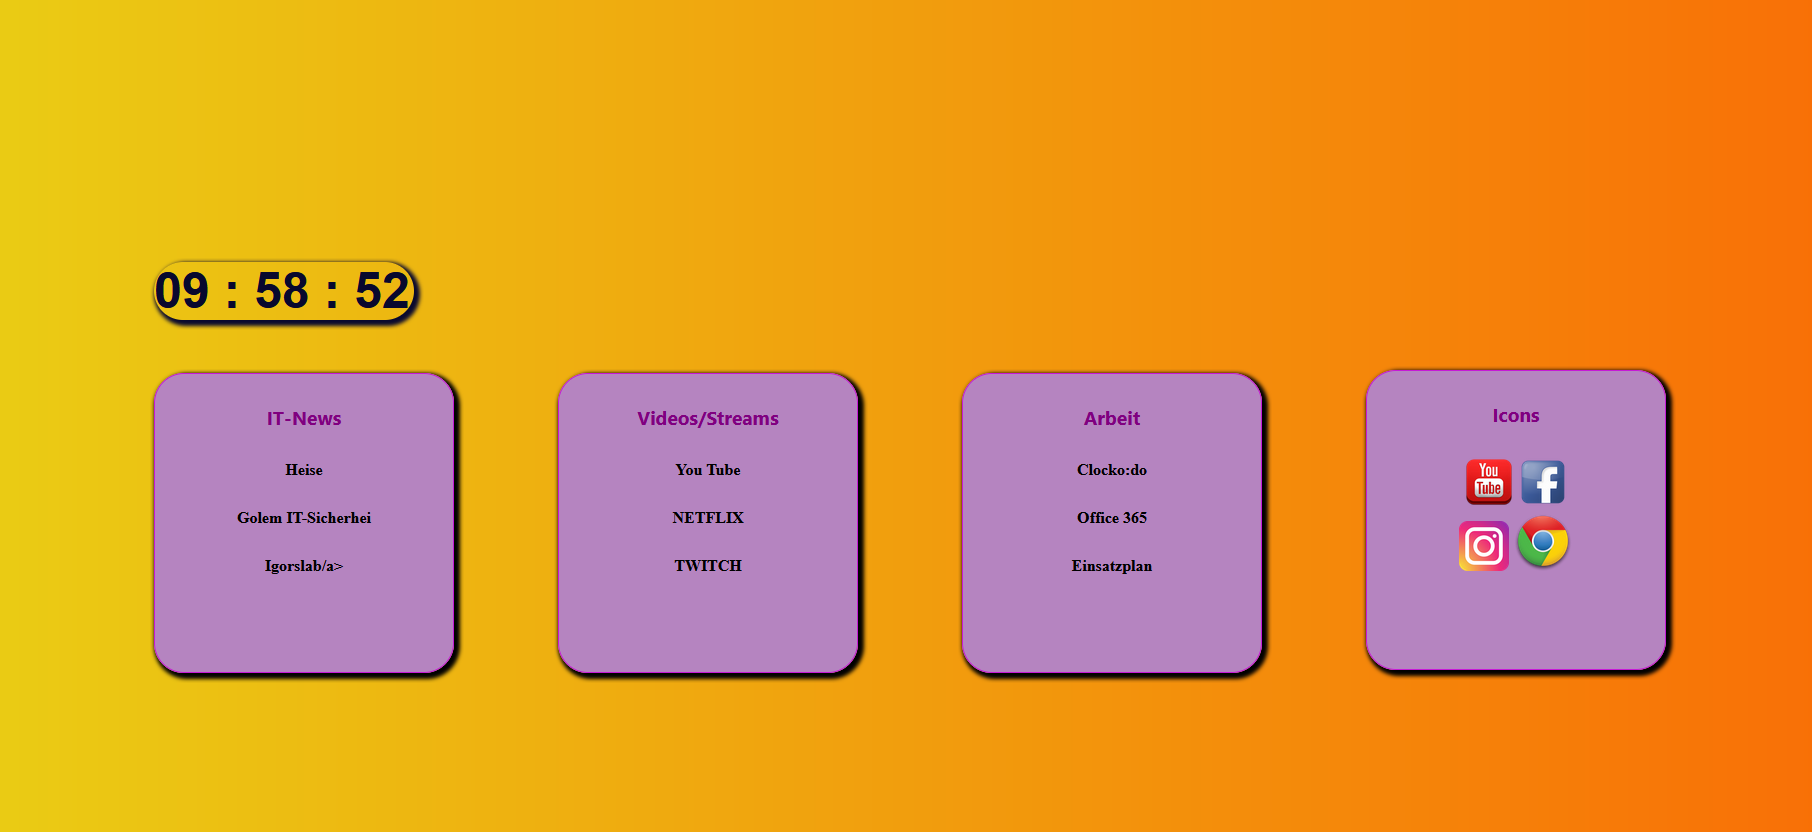 09 : 58 : 52
IT-News
Heise
Golem IT-Sicherhei
Igorslab/a>
Videos/Streams
You Tube
NETFLIX
TWITCH
Arbeit
Clocko:do
Office 365
Einsatzplan
Icons
You
Tube
f